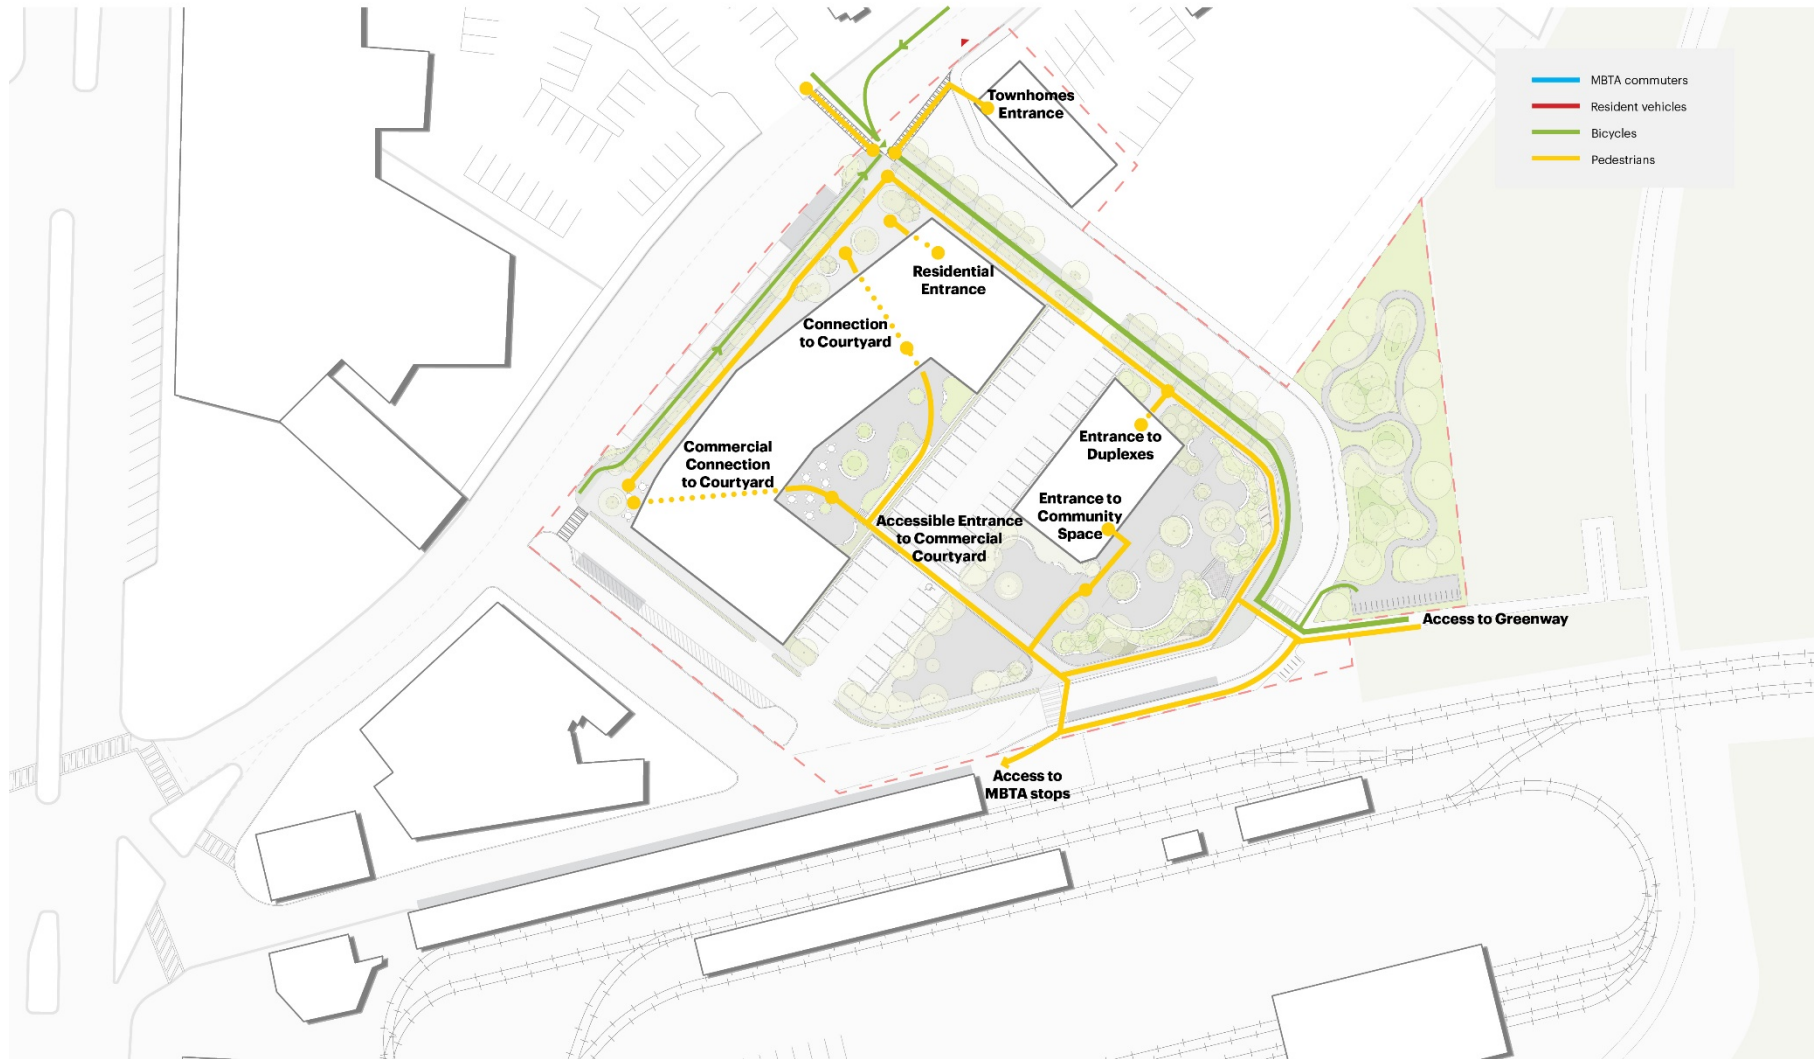 MBTA commuters
Resident vehicles
Bicycles
Pedestrians
Townhomes
Entrance
Residential
Entrance
Connection
to Courtyard
Commercial
Connection
to Courtyard
Entrance to
Duplexes
Entrance to
Community
Space
Accessible Entrance
to Commercial
Courtyard
Access to Greenway
Access to
MBTA stops